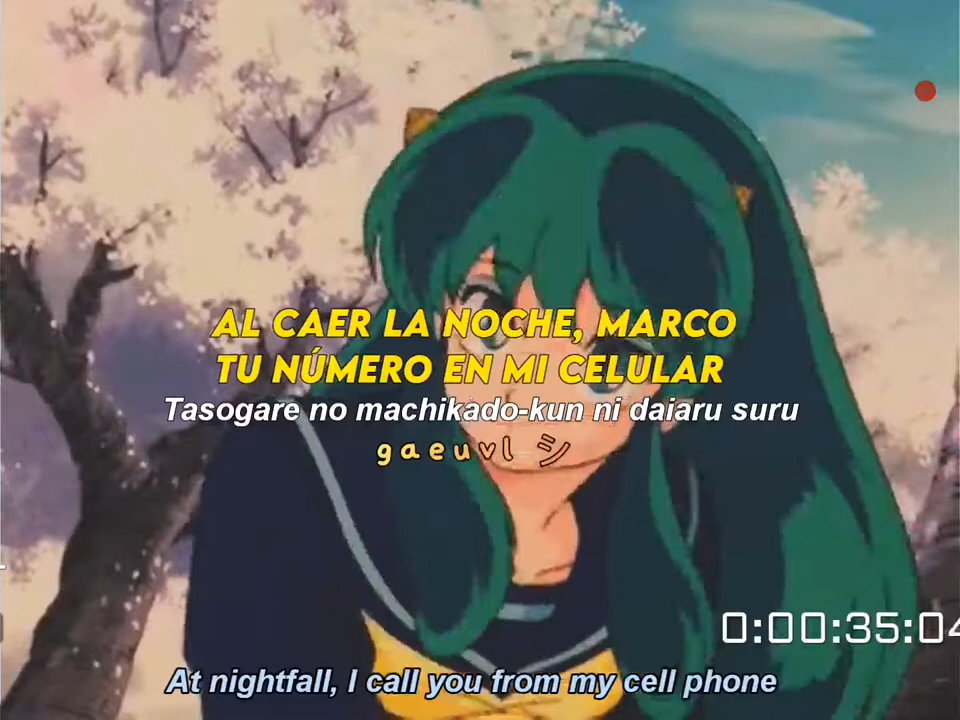 AL CAER LA NOCHE, MARCO
TU NÚMERO EN MI CELULAR
Tasogare no machikado-kun ni daiaru suru
gaeuvl シ
0:00:35:04
At nightfall, I call you from my cell phone